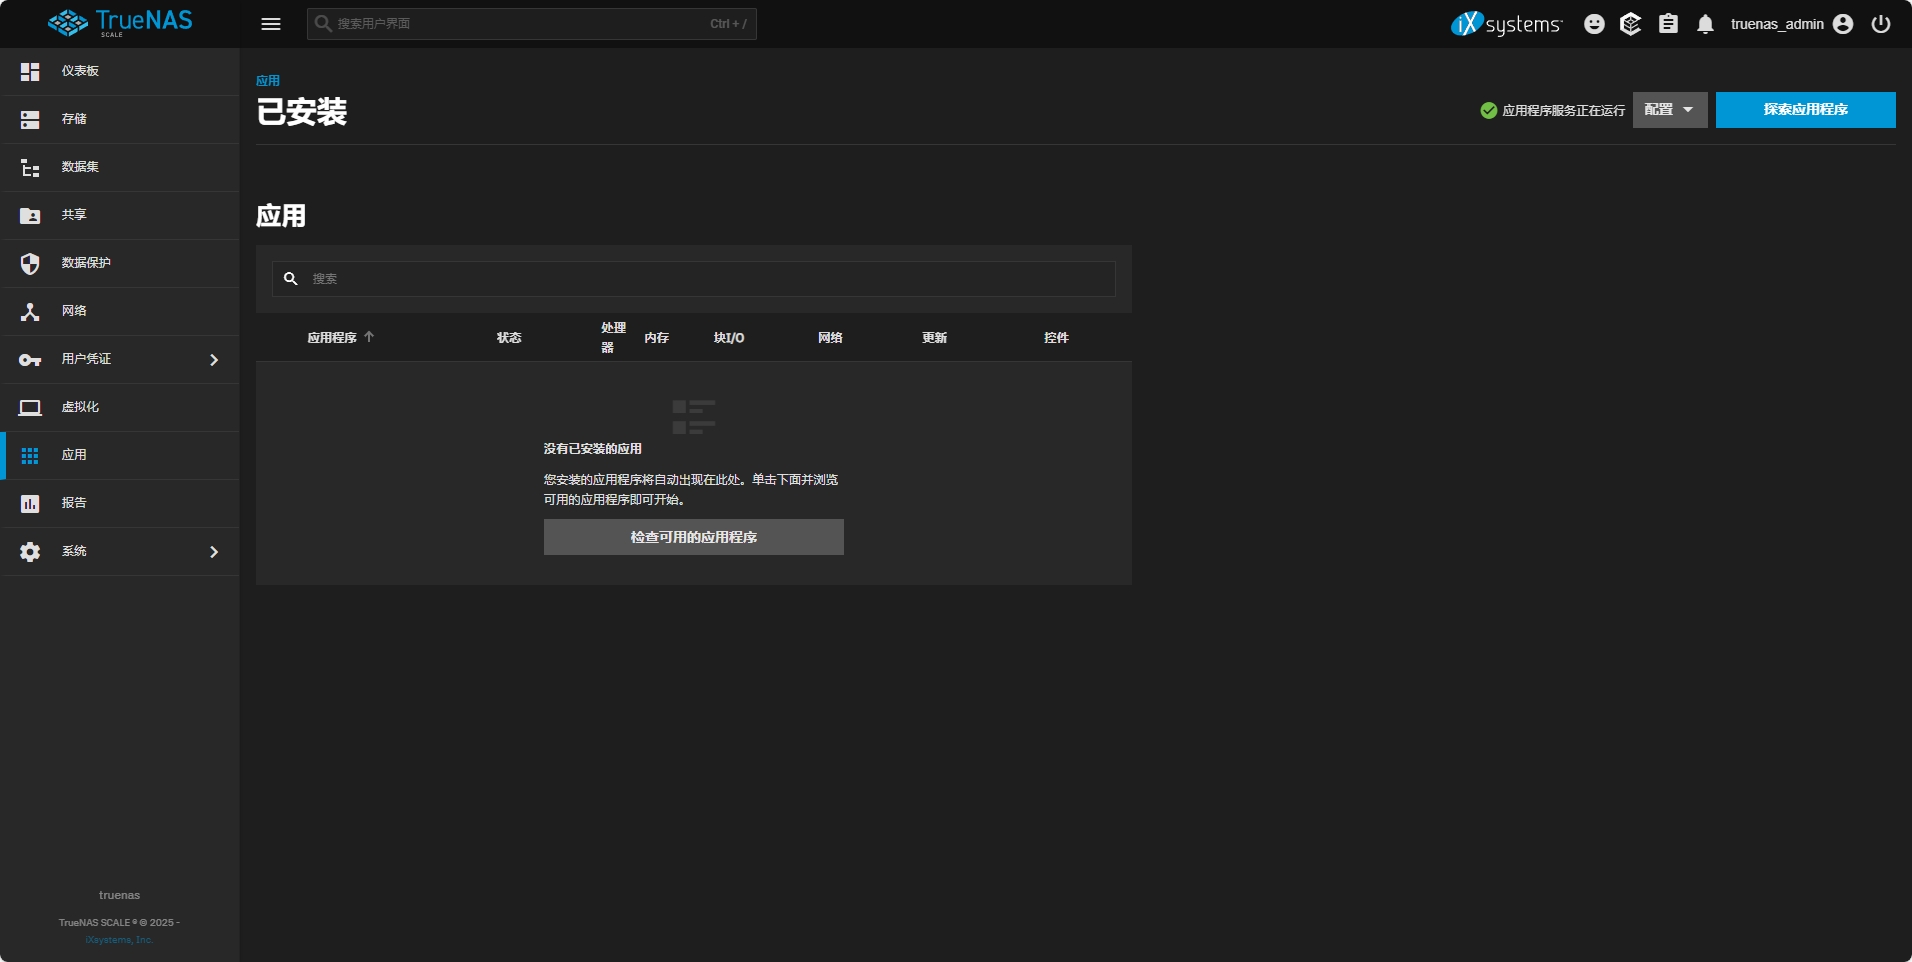 TrueNAS
SCALE
搜索用户界面
Ctrl + /
iXsystems
truenas_admin
仪表板
存储
数据集
共享
数据保护
网络
用户凭证
虚拟化
应用
报告
系统
应用
已安装
应用程序服务正在运行
配置
探索应用程序
应用
搜索
应用程序
状态
处理
器
内存
块I/O
网络
更新
控件
没有已安装的应用
您安装的应用程序将自动出现在此处。单击下面并浏览
可用的应用程序即可开始。
检查可用的应用程序
truenas
TrueNAS SCALE ® © 2025 -
iXsystems, Inc.